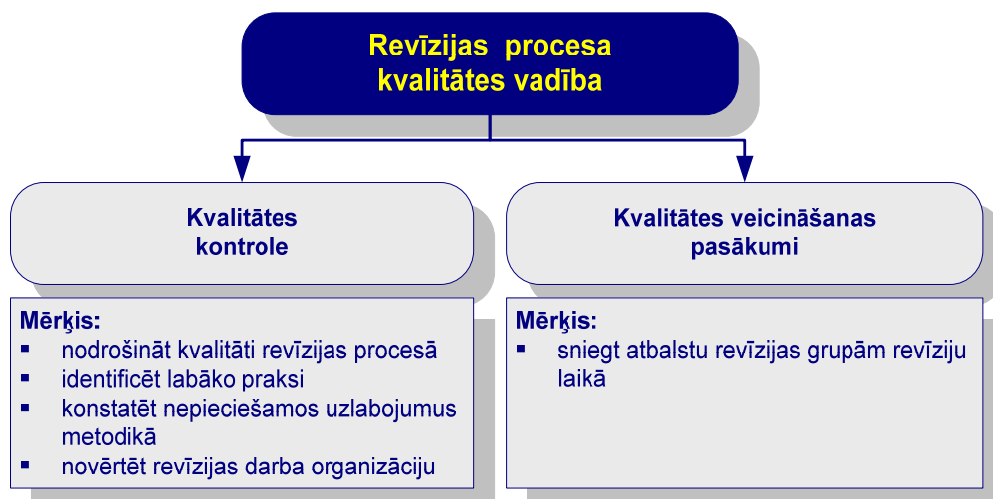 Revīzijas procesa
kvalitātes vadība
Kvalitātes
kontrole
Kvalitātes veicināšanas
pasākumi
Mērķis:
▪ nodrošināt kvalitāti revīzijas procesā
▪ identificēt labāko praksi
▪ konstatēt nepieciešamos uzlabojumus
metodikā
▪ novērtēt revīzijas darba organizāciju
Mērķis:
▪ sniegt atbalstu revīzijas grupām revīziju
laikā